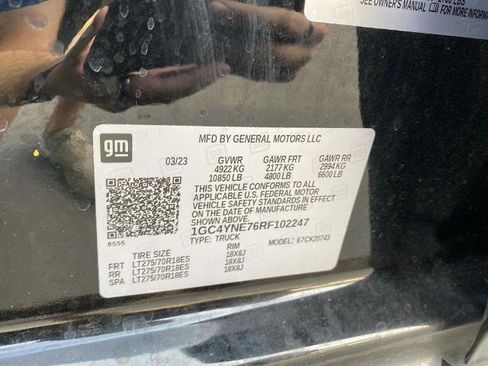 2700 LBS
SEE OWNER'S MANUAL FOR MORE INFORMA
gm
MFD BY GENERAL MOTORS LLC
03/23 GVWR GAWR FRT GAWR RR
4922 KG 2177 KG 2994 KG
10850 LB 4800 LB 6600 LB
THIS VEHICLE CONFORMS TO ALL
APPLICABLE U.S. FEDERAL MOTOR
VEHICLE SAFETY STANDARDS IN EFFECT
ON THE DATE OF MANUFACTURE
1GC4YNE76RF102247
8555
TYPE: TRUCK MODEL: 67CK20743
TIRE SIZE RIM
FRT LT275/70R18ES 18X8J
RR LT275/70R18ES 18X8J
SPA LT275/70R18ES 18X8J